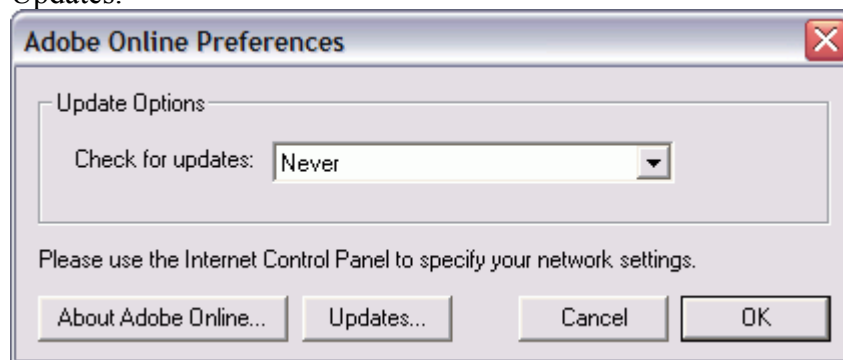 Updates.
Adobe Online Preferences
Update Options
Check for updates: Never
Please use the Internet Control Panel to specify your network settings.
About Adobe Online... Updates... Cancel OK